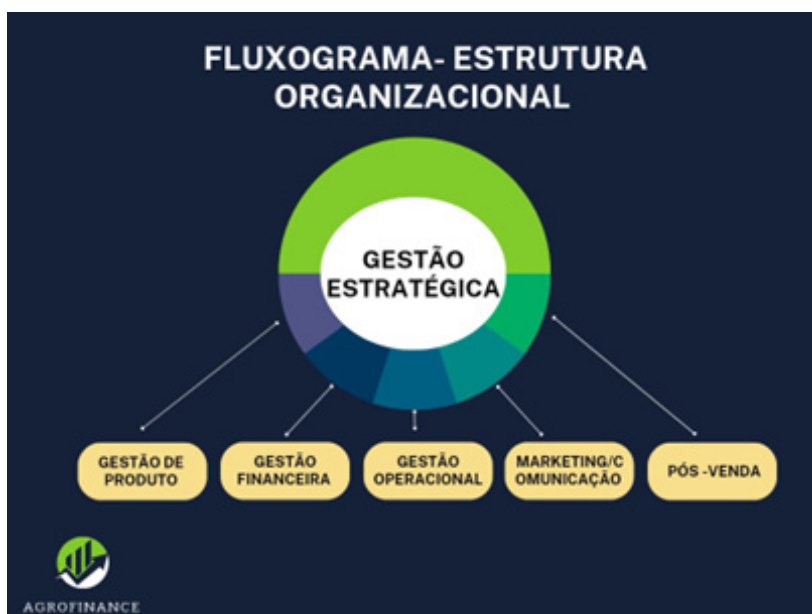 FLUXOGRAMA- ESTRUTURA
ORGANIZACIONAL
GESTÃO
ESTRATÉGICA
GESTÃO DE
PRODUTO
GESTÃO
FINANCEIRA
GESTÃO
OPERACIONAL
MARKETING/C
OMUNICAÇÃO
PÓS -VENDA
AGROFINANCE